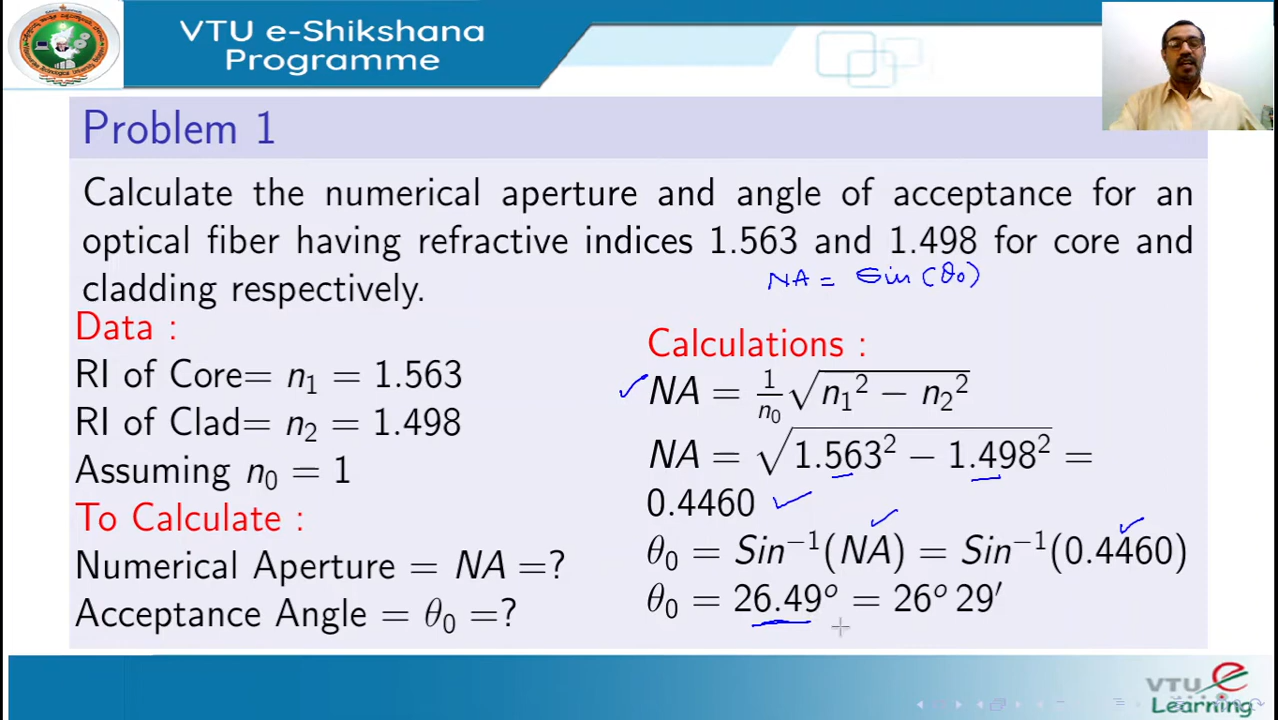 VTU e-Shikshana
Programme
Problem 1
Calculate the numerical aperture and angle of acceptance for an
optical fiber having refractive indices 1.563 and 1.498 for core and
cladding respectively.
NA = Sin (θ0)
Data :
RI of Core= n₁ = 1.563
RI of Clad= n₂ = 1.498
Assuming n₀ = 1
To Calculate :
Numerical Aperture = NA =?
Acceptance Angle = θ₀ =?
Calculations :
NA = 1/n₀ √(n₁² − n₂²)
NA = √(1.563² − 1.498²) =
0.4460
θ₀ = Sin⁻¹(NA) = Sin⁻¹(0.4460)
θ₀ = 26.49° = 26° 29′
VTU e
Learning